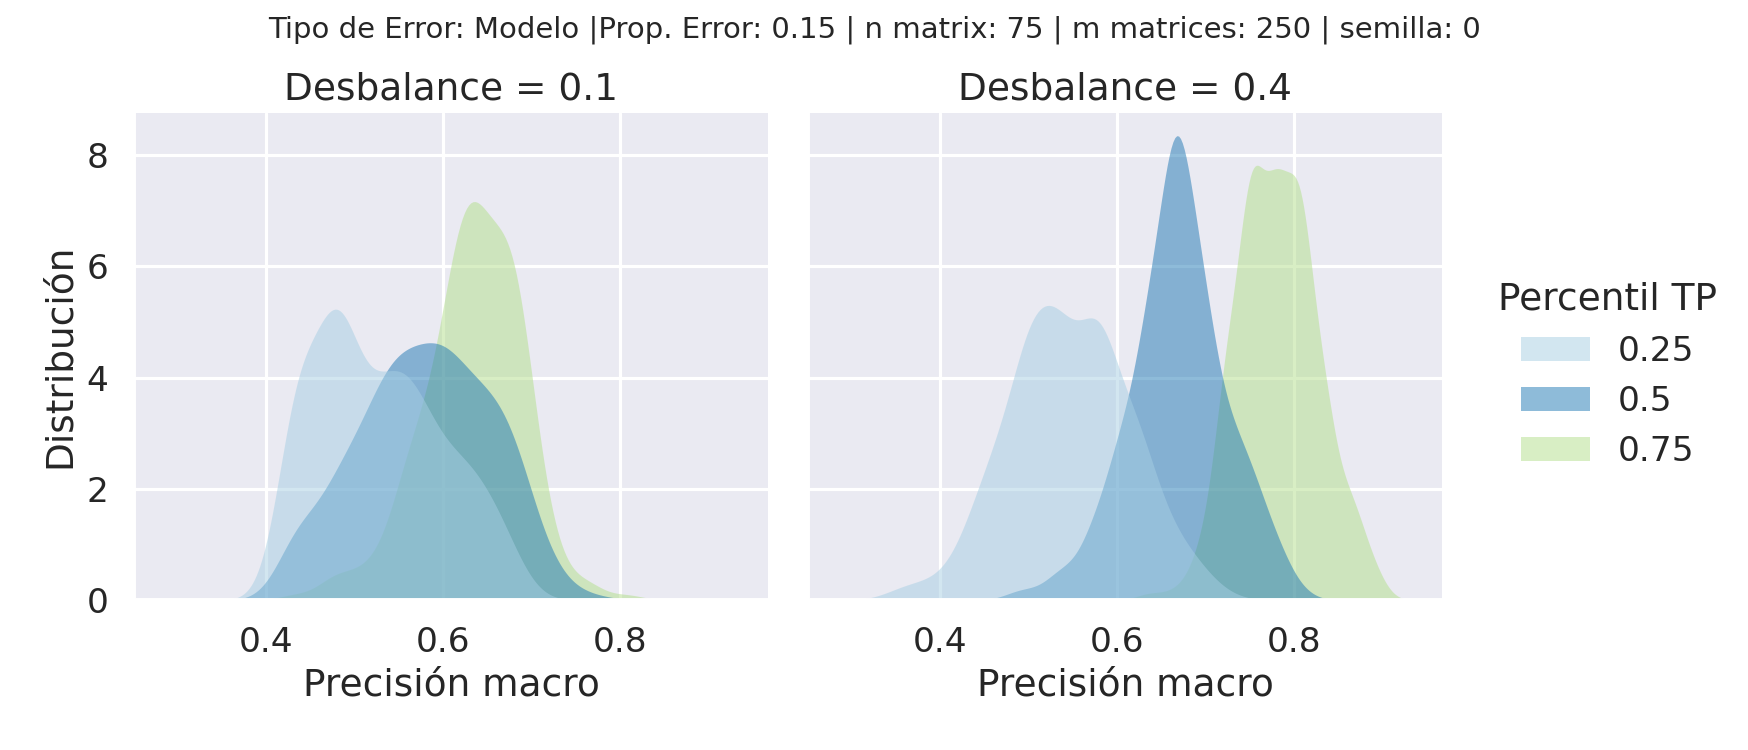 Tipo de Error: Modelo |Prop. Error: 0.15 | n matrix: 75 | m matrices: 250 | semilla: 0
Desbalance = 0.1
Desbalance = 0.4
Distribución
8
6
4
2
0
0.4
0.6
0.8
0.4
0.6
0.8
Precisión macro
Precisión macro
Percentil TP
0.25
0.5
0.75